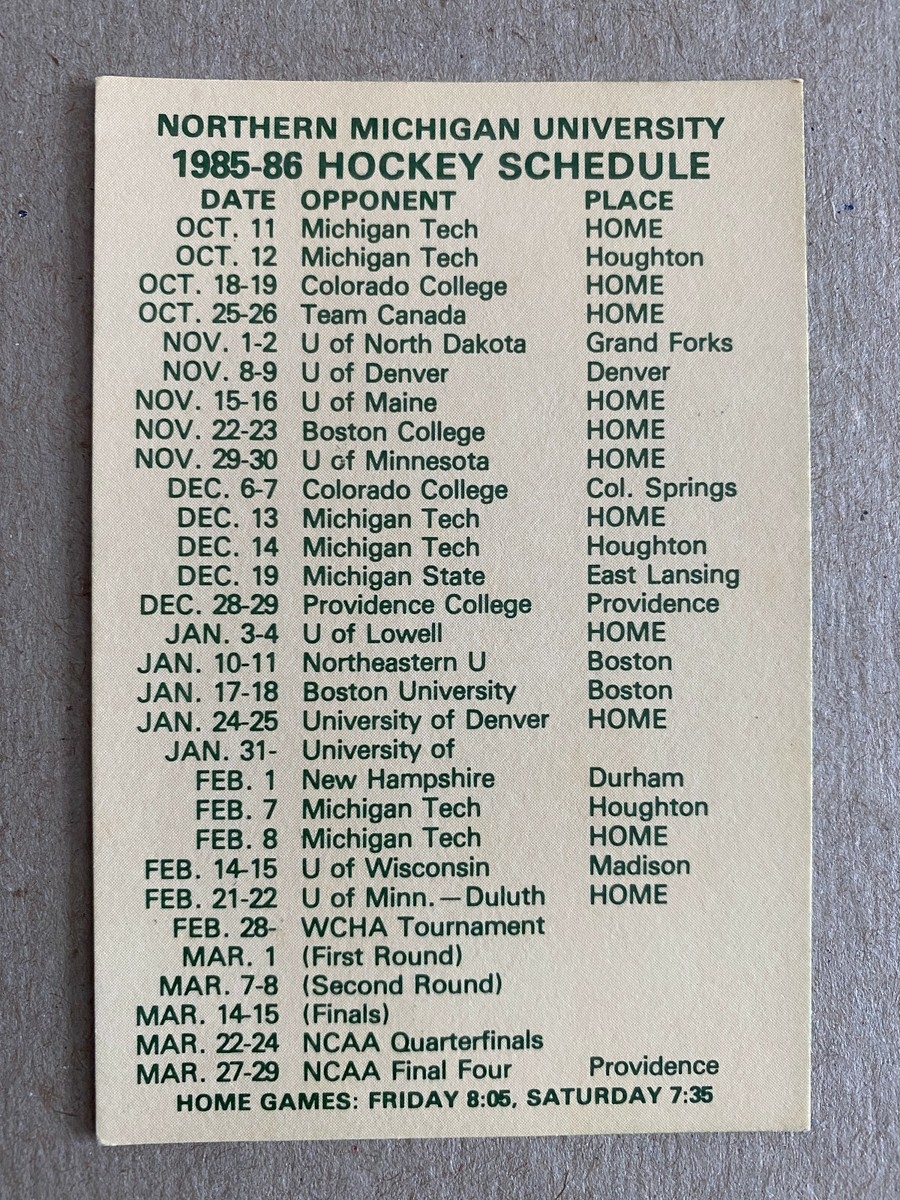 NORTHERN MICHIGAN UNIVERSITY
1985-86 HOCKEY SCHEDULE
DATE OPPONENT PLACE
OCT. 11 Michigan Tech HOME
OCT. 12 Michigan Tech Houghton
OCT. 18-19 Colorado College HOME
OCT. 25-26 Team Canada HOME
NOV. 1-2 U of North Dakota Grand Forks
NOV. 8-9 U of Denver Denver
NOV. 15-16 U of Maine HOME
NOV. 22-23 Boston College HOME
NOV. 29-30 U of Minnesota HOME
DEC. 6-7 Colorado College Col. Springs
DEC. 13 Michigan Tech HOME
DEC. 14 Michigan Tech Houghton
DEC. 19 Michigan State East Lansing
DEC. 28-29 Providence College Providence
JAN. 3-4 U of Lowell HOME
JAN. 10-11 Northeastern U Boston
JAN. 17-18 Boston University Boston
JAN. 24-25 University of Denver HOME
JAN. 31- University of
FEB. 1 New Hampshire Durham
FEB. 7 Michigan Tech Houghton
FEB. 8 Michigan Tech HOME
FEB. 14-15 U of Wisconsin Madison
FEB. 21-22 U of Minn.—Duluth HOME
FEB. 28- WCHA Tournament
MAR. 1 (First Round)
MAR. 7-8 (Second Round)
MAR. 14-15 (Finals)
MAR. 22-24 NCAA Quarterfinals
MAR. 27-29 NCAA Final Four Providence
HOME GAMES: FRIDAY 8:05, SATURDAY 7:35